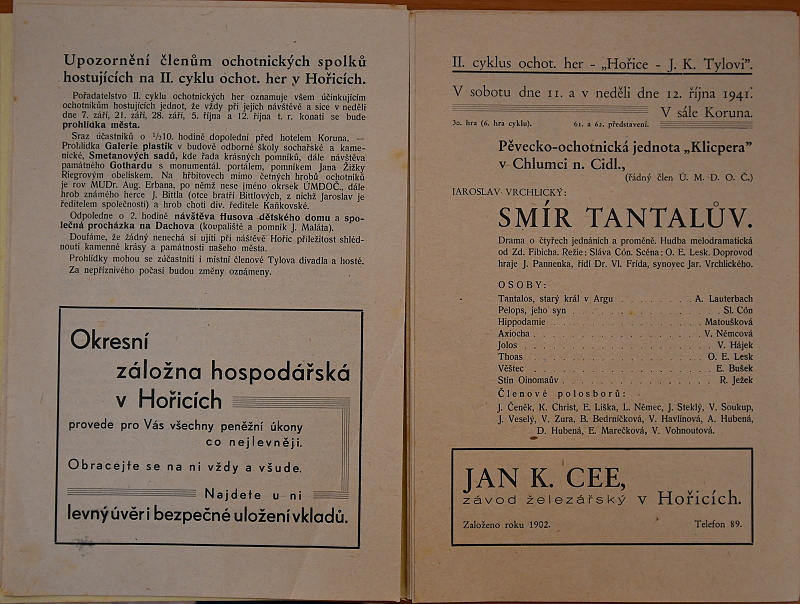 Upozornění členům ochotnických spolků
hostujících na II. cyklu ochot. her v Hořicích.
Pořadatelstvo II. cyklu ochotnických her oznamuje všem účinkujícím
ochotníkům hostujících jednot, že vždy při jejich návštěvě a sice v neděli
dne 7. září, 21. září, 28. září, 5. října a 12. října t. r. konati se bude
prohlídka města.
Sraz účastníků o ½10. hodině dopolední před hotelem Koruna. —
Prohlídka Galerie plastik v budově odborné školy sochařské a kame-
nické, Smetanových sadů, kde řada krásných pomníků, dále návštěva
památného Gothardu s monumentál. portálem, pomníkem Jana Žižky
Riegrovým obeliskem. Na hřbitovech mimo četných hrobů ochotníků
je rov MUDr. Aug. Erbana, po němž nese jméno okrsek ÚMDOČ., dále
hrob známého herce J. Bittla (otce bratří Bittlových, z nichž Jaroslav je
ředitelem společnosti) a hrob choti div. ředitele Kaňkovské.
Odpoledne o 2. hodině návštěva Husova dětského domu a spo-
lečná procházka na Dachova (koupaliště a pomník J. Maláta).
Doufáme, že žádný nenechá si ujíti při náštěvě Hořic příležitost shléd-
nouti kamenné krásy a památnosti našeho města.
Prohlídky mohou se zúčastniti i místní členové Tylova divadla a hosté.
Za nepříznivého počasí budou změny oznámeny.
Okresní
záložna hospodářská
v Hořicích
provede pro Vás všechny peněžní úkony
co nejlevněji.
Obracejte se na ni vždy a všude.
Najdete u ní
levný úvěr i bezpečné uložení vkladů.
II. cyklus ochot. her - „Hořice - J. K. Tylovi".
V sobotu dne 11. a v neděli dne 12. října 1941.
V sále Koruna.
30. hra (6. hra cyklu). 61. a 62. představení.
Pěvecko-ochotnická jednota „Klicpera"
v Chlumci n. Cidl.,
(řádný člen Ú. M. D. O. Č.)
JAROSLAV VRCHLICKÝ:
SMÍR TANTALŮV.
Drama o čtyřech jednáních a proměně. Hudba melodramatická
od Zd. Fibicha. Režie: Sláva Cón. Scéna: O. E. Lesk. Doprovod
hraje J. Pannenka, řídí Dr. Vl. Frída, synovec Jar. Vrchlického.
OSOBY:
Tantalos, starý král v Argu . . . . . . . . A. Lauterbach
Pelops, jeho syn . . . . . . . . Sl. Cón
Hippodamie . . . . . . . . Matoušková
Axiocha . . . . . . . . V. Němcová
Jolos . . . . . . . . V. Hájek
Thoas . . . . . . . . O. E. Lesk
Věštec . . . . . . . . E. Bušek
Stín Oinomaův . . . . . . . . R. Ježek
Členové polosborů:
J. Čeněk, K. Christ, E. Liška, L. Němec, J. Steklý, V. Soukup,
J. Veselý, V. Zura, B. Bedrníčková, V. Havlínová, A. Hubená,
D. Hubená, E. Marečková, V. Vohnoutová.
JAN K. CEE,
závod železářský v Hořicích.
Založeno roku 1902. Telefon 89.